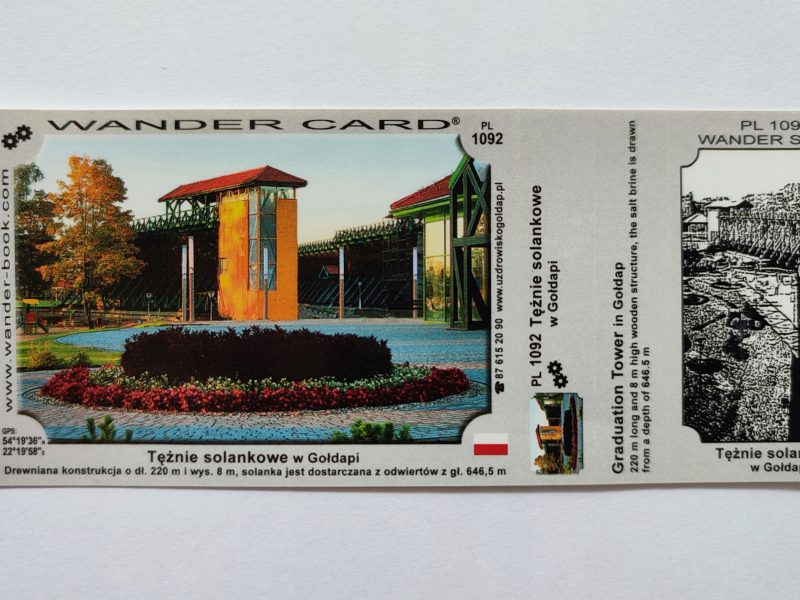 WANDER CARD®
PL
1092
www.wander-book.com
☎ 87 615 20 90 www.uzdrowiskogoldap.pl
GPS:
54°19'36"N
22°19'58"E
Tężnie solankowe w Gołdapi
Drewniana konstrukcja o dł. 220 m i wys. 8 m, solanka jest dostarczana z odwiertów z gł. 646,5 m
PL 1092 Tężnie solankowe
w Gołdapi
Graduation Tower in Gołdap
220 m long and 8 m high wooden structure, the salt brine is drawn
from a depth of 646.5 m
PL 109
WANDER S
Tężnie solan
w Gołdap